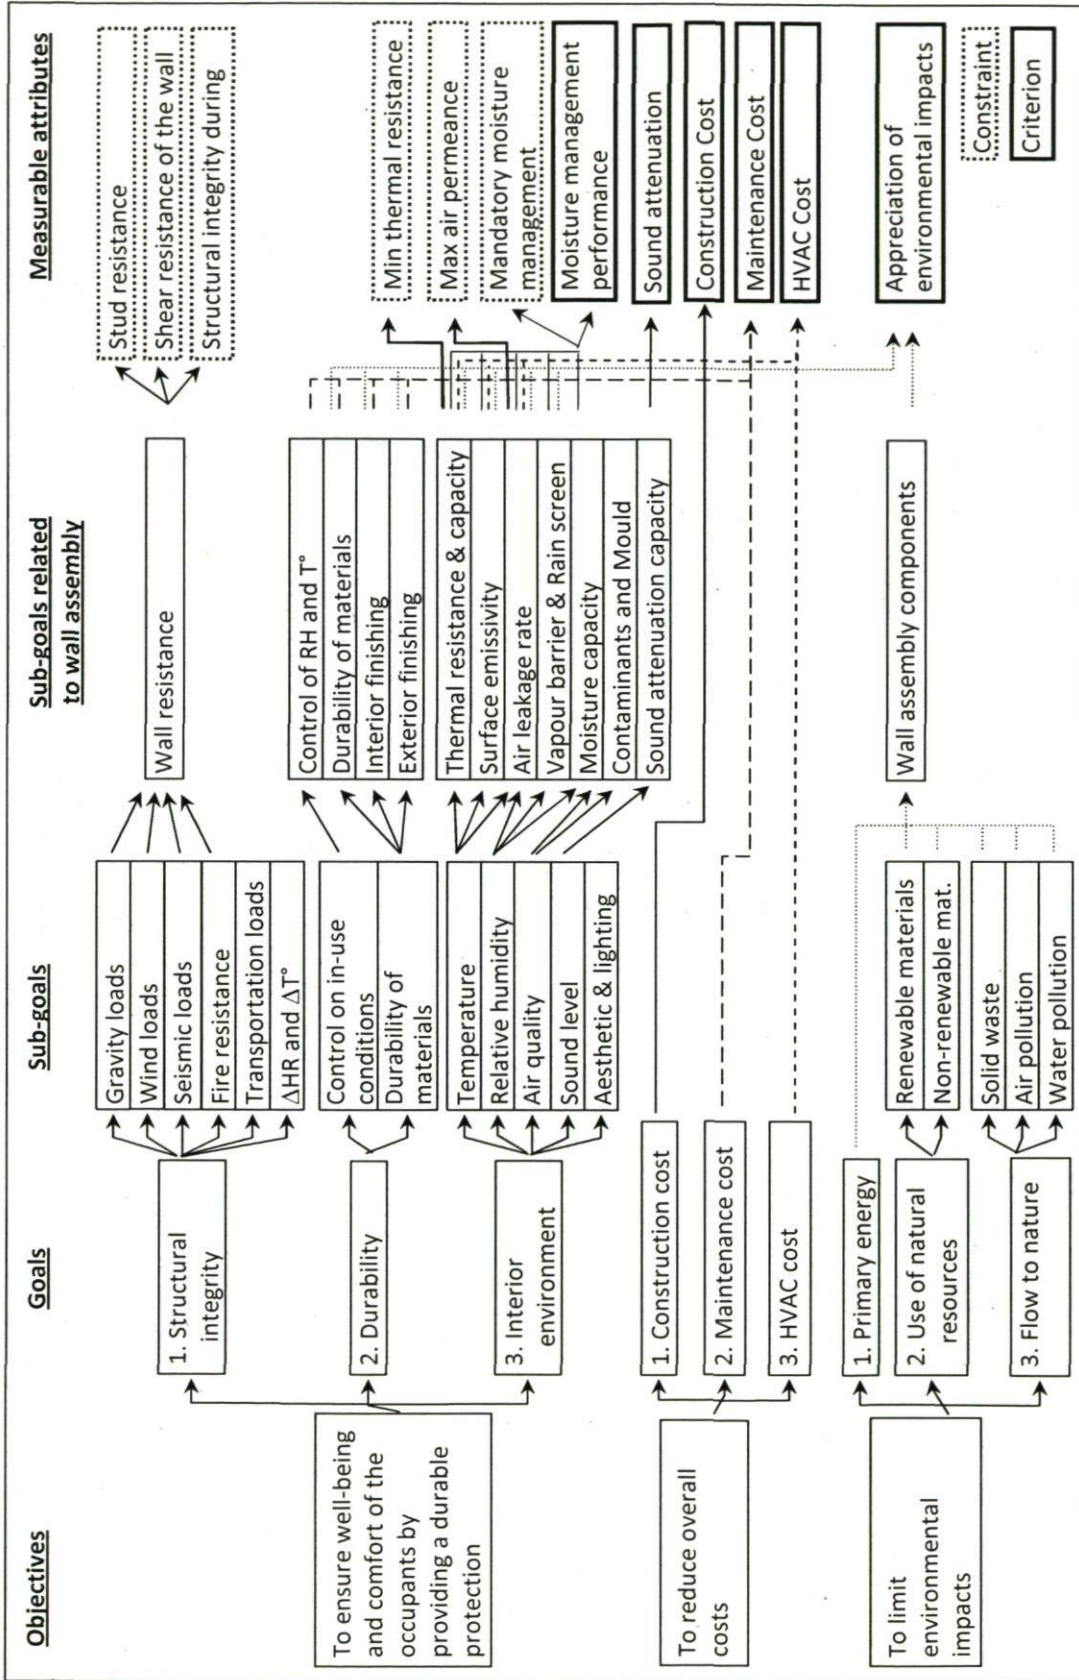 Objectives
Goals
Sub-goals
Sub-goals related
to wall assembly
Measurable attributes
To ensure well-being
and comfort of the
occupants by
providing a durable
protection
To reduce overall
costs
To limit
environmental
impacts
1. Structural
integrity
2. Durability
3. Interior
environment
1. Construction cost
2. Maintenance cost
3. HVAC cost
1. Primary energy
2. Use of natural
resources
3. Flow to nature
Gravity loads
Wind loads
Seismic loads
Fire resistance
Transportation loads
ΔHR and ΔT°
Control on in-use
conditions
Durability of
materials
Temperature
Relative humidity
Air quality
Sound level
Aesthetic & lighting
Renewable materials
Non-renewable mat.
Solid waste
Air pollution
Water pollution
Wall resistance
Control of RH and T°
Durability of materials
Interior finishing
Exterior finishing
Thermal resistance & capacity
Surface emissivity
Air leakage rate
Vapour barrier & Rain screen
Moisture capacity
Contaminants and Mould
Sound attenuation capacity
Wall assembly components
Stud resistance
Shear resistance of the wall
Structural integrity during
Min thermal resistance
Max air permeance
Mandatory moisture
management
Moisture management
performance
Sound attenuation
Construction Cost
Maintenance Cost
HVAC Cost
Appreciation of
environmental impacts
Constraint
Criterion